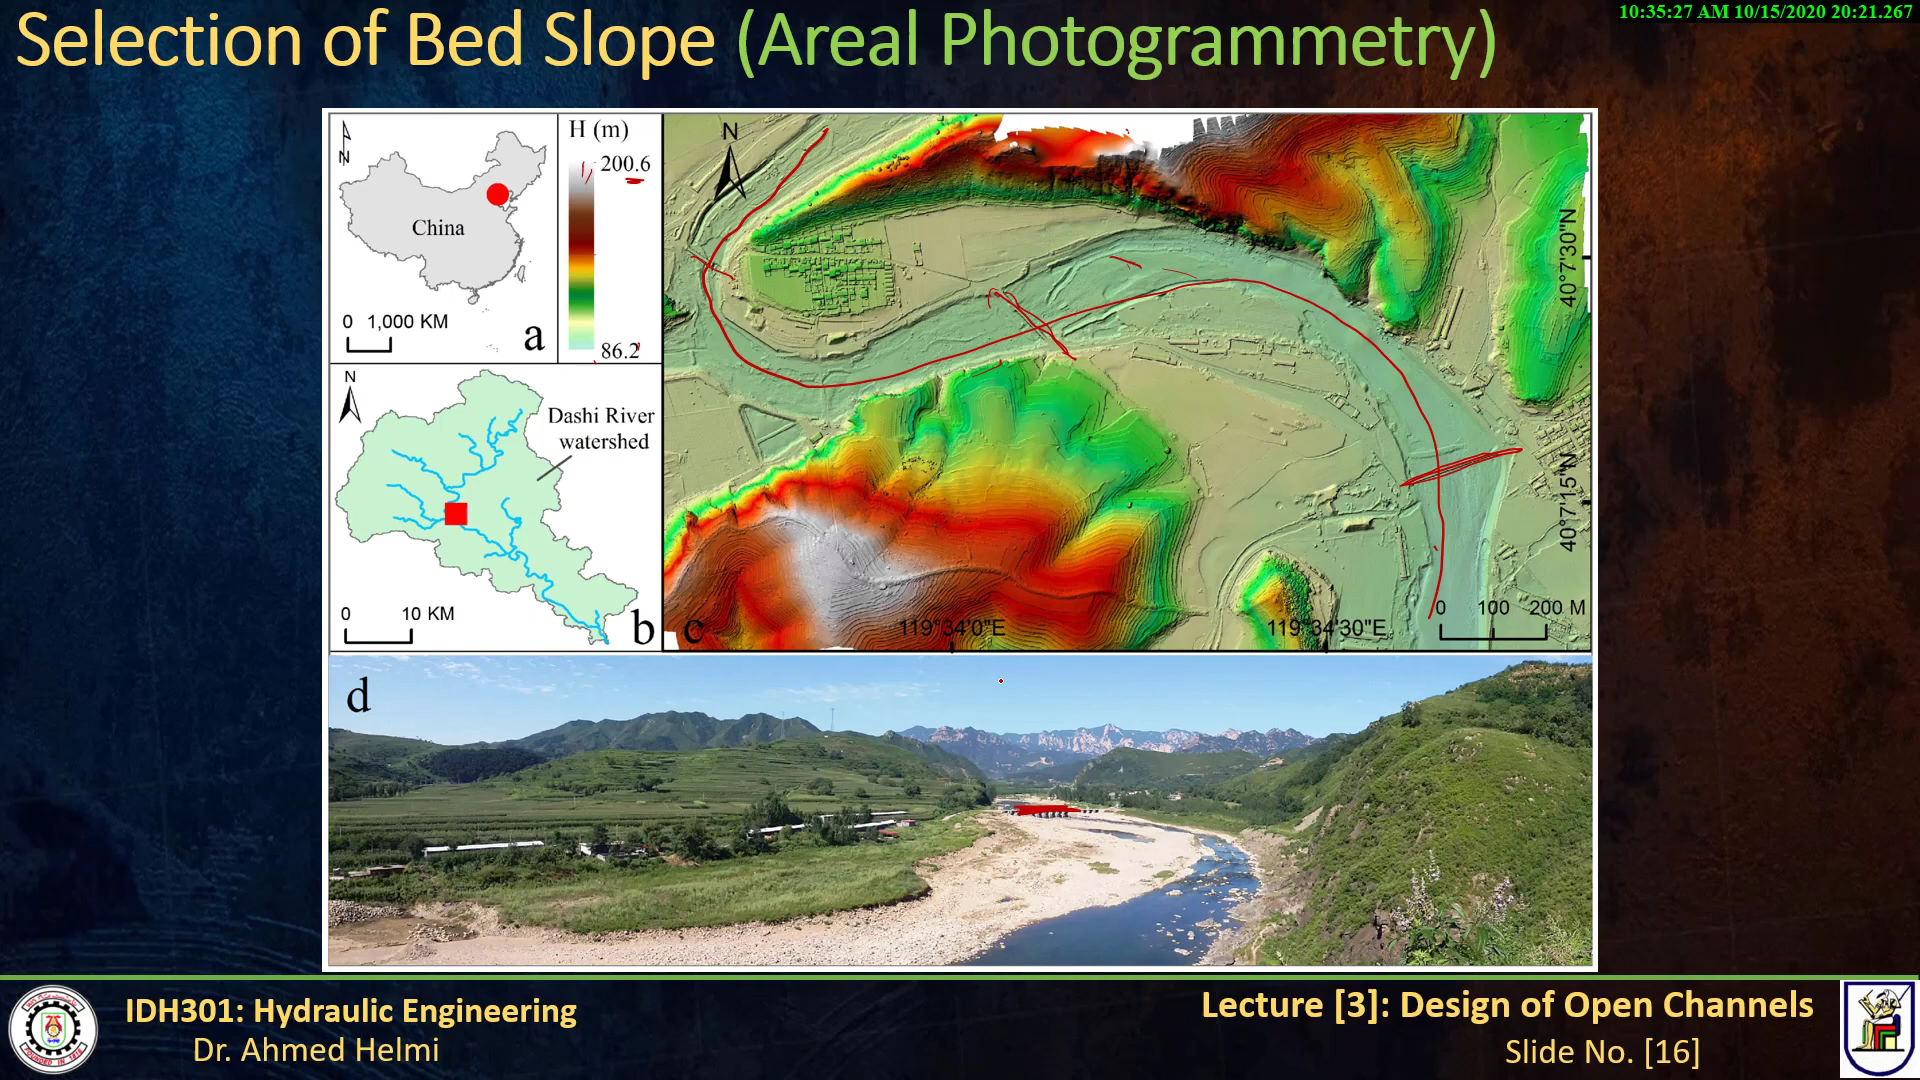 Selection of Bed Slope (Areal Photogrammetry)
10:35:27 AM 10/15/2020 20:21.267
N
China
0 1,000 KM
a
H (m)
200.6
86.2
N
Dashi River
watershed
0 10 KM
b
N
40°7'30"N
40°7'15"N
c
119°34'0"E
119°34'30"E
0 100 200 M
d
IDH301: Hydraulic Engineering
Dr. Ahmed Helmi
Lecture [3]: Design of Open Channels
Slide No. [16]